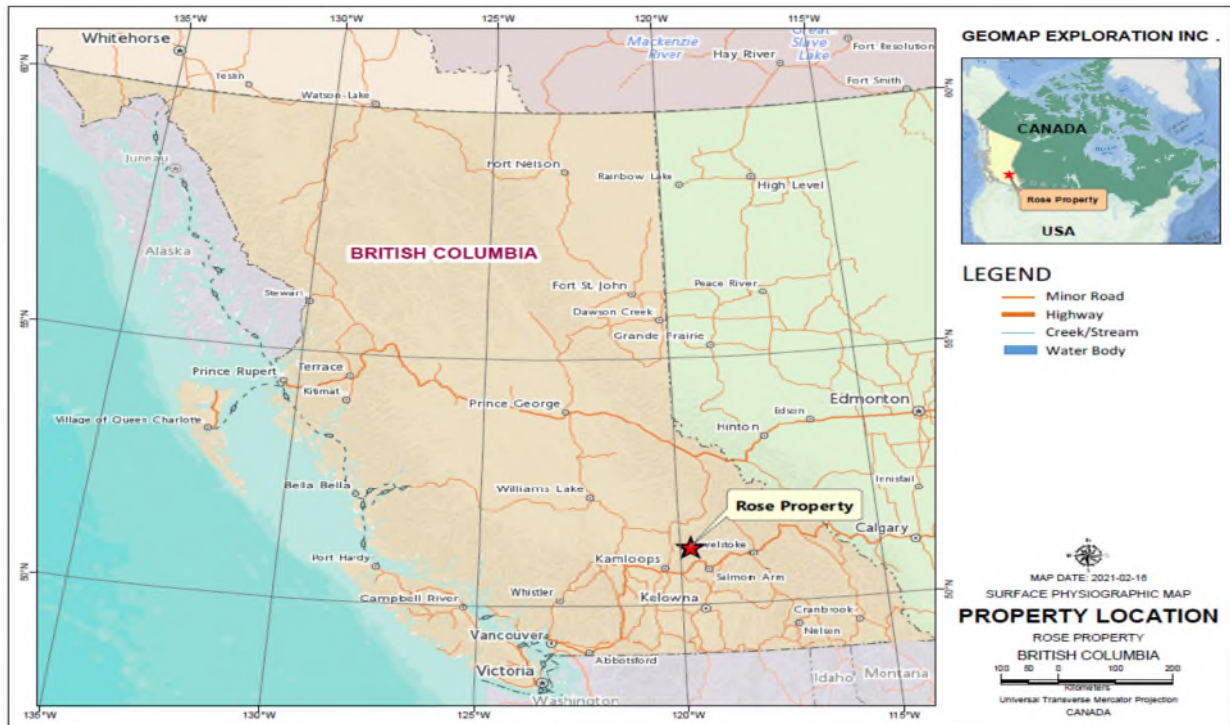 135°W
130°W
125°W
120°W
115°W
GEOMAP EXPLORATION INC .
Whitehorse
Mackenzie
River
Great
Slave
Lake
Fort Resolution
Hay River
60°N
60°N
Teslin
Watson Lake
Fort Smith
CANADA
Juneau
Fort Nelson
Rainbow Lake
High Level
Rose Property
USA
Alaska
BRITISH COLUMBIA
LEGEND
Minor Road
Highway
Creek/Stream
Water Body
Stewart
Fort St. John
Peace River
Dawson Creek
55°N
55°N
Grande Prairie
Prince Rupert
Terrace
Kitimat
Prince George
Edson
Edmonton
Village of Queen Charlotte
Hinton
Bella Bella
Williams Lake
Innisfail
Rose Property
Calgary
Port Hardy
velstoke
Kamloops
Salmon Arm
50°N
50°N
Whistler
Campbell River
Kelowna
Cranbrook
Nelson
Vancouver
Abbotsford
Victoria
Washington
Idaho
Montana
MAP DATE: 2021-02-16
SURFACE PHYSIOGRAPHIC MAP
PROPERTY LOCATION
ROSE PROPERTY
BRITISH COLUMBIA
100 50 0 100 200
Kilometers
Universal Transverse Mercator Projection
CANADA
135°W
130°W
125°W
120°W
115°W